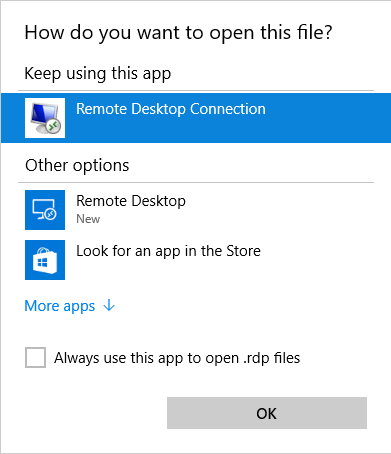 How do you want to open this file?
Keep using this app
Remote Desktop Connection
Other options
Remote Desktop
New
Look for an app in the Store
More apps
Always use this app to open .rdp files
OK